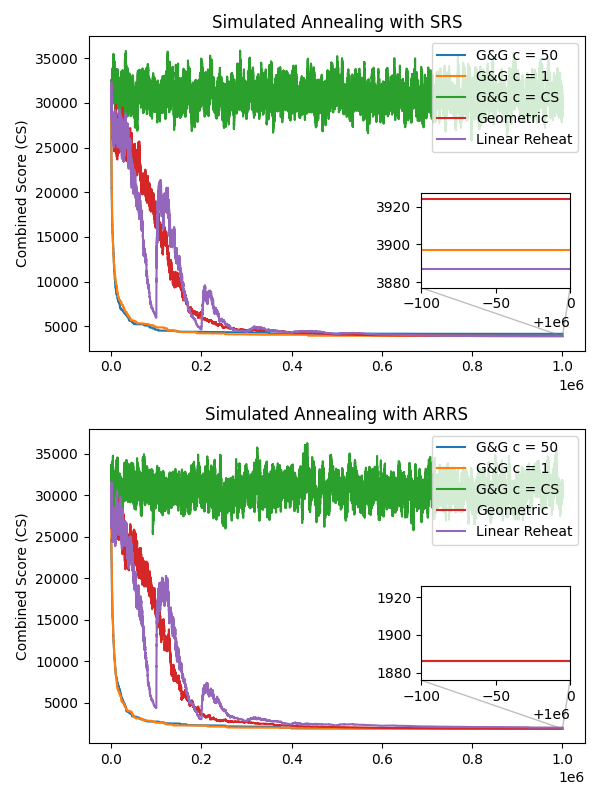 Simulated Annealing with SRS
Combined Score (CS)
35000
30000
25000
20000
15000
10000
5000
G&G c = 50
G&G c = 1
G&G c = CS
Geometric
Linear Reheat
3920
3900
3880
−100 −50 0
+1e6
0.0 0.2 0.4 0.6 0.8 1.0
1e6
Simulated Annealing with ARRS
Combined Score (CS)
35000
30000
25000
20000
15000
10000
5000
G&G c = 50
G&G c = 1
G&G c = CS
Geometric
Linear Reheat
1920
1900
1880
−100 −50 0
+1e6
0.0 0.2 0.4 0.6 0.8 1.0
1e6